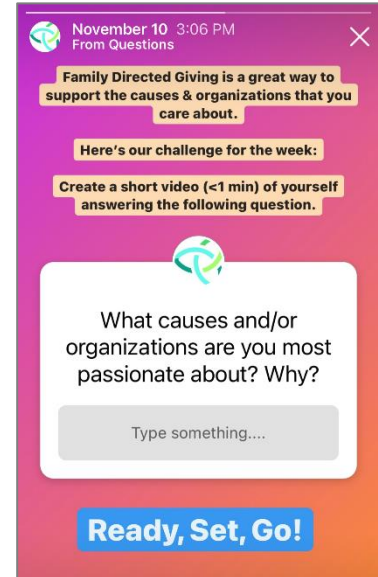 November 10 3:06 PM
From Questions
Family Directed Giving is a great way to
support the causes & organizations that you
care about.
Here's our challenge for the week:
Create a short video (<1 min) of yourself
answering the following question.
What causes and/or
organizations are you most
passionate about? Why?
Type something....
Ready, Set, Go!